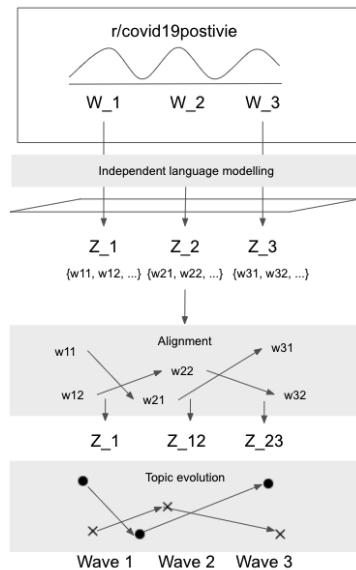 r/covid19postivie
W_1 W_2 W_3
Independent language modelling
Z_1 Z_2 Z_3
{w11, w12, ...} {w21, w22, ...} {w31, w32, ...}
Alignment
w11 w31
w22
w12 w21 w32
Z_1 Z_12 Z_23
Topic evolution
Wave 1 Wave 2 Wave 3